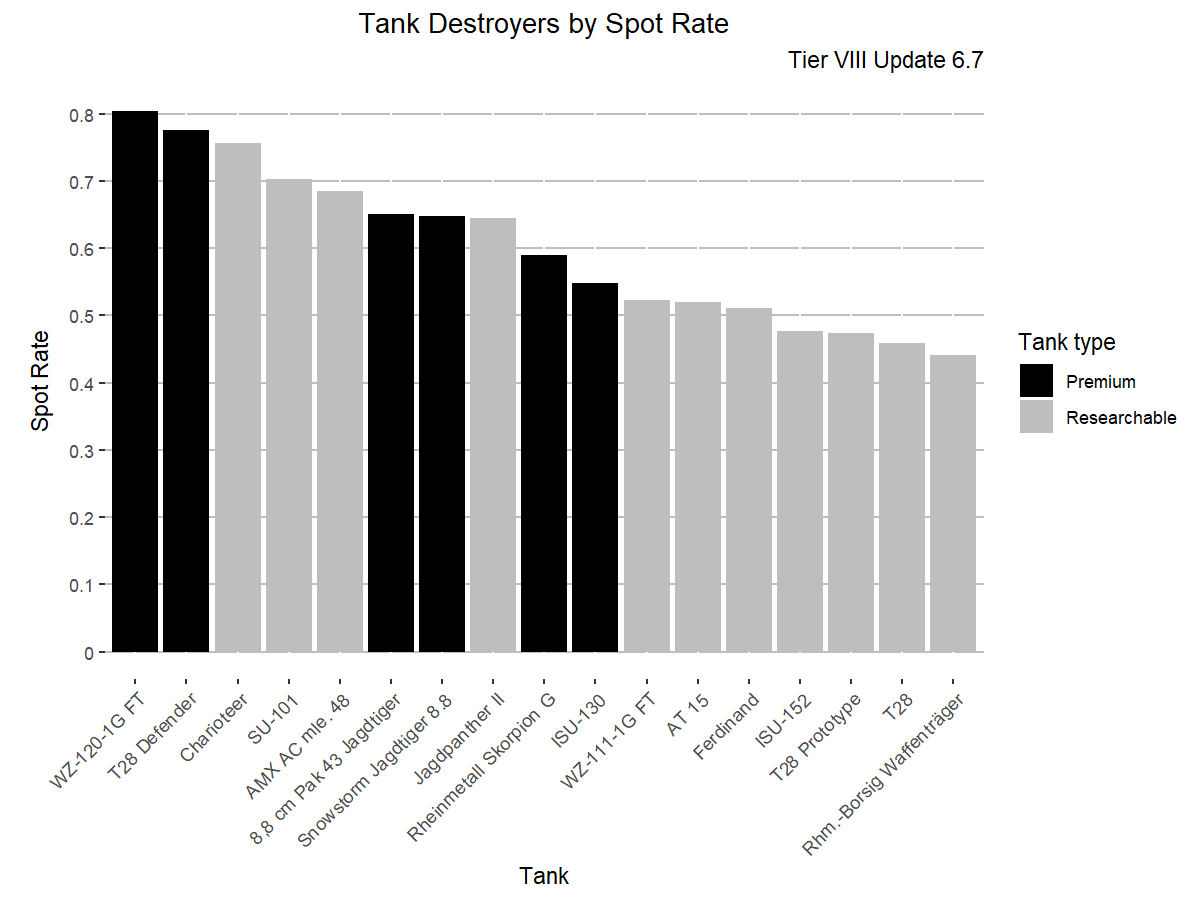 Tank Destroyers by Spot Rate
Tier VIII Update 6.7
0.8
0.7
0.6
0.5
0.4
0.3
0.2
0.1
0
Spot Rate
WZ-120-1G FT
T28 Defender
Charioteer
SU-101
AMX AC mle. 48
8,8 cm Pak 43 Jagdtiger
Snowstorm Jagdtiger 8.8
Jagdpanther II
Rheinmetall Skorpion G
ISU-130
WZ-111-1G FT
AT 15
Ferdinand
ISU-152
T28 Prototype
T28
Rhm.-Borsig Waffenträger
Tank
Tank type
Premium
Researchable